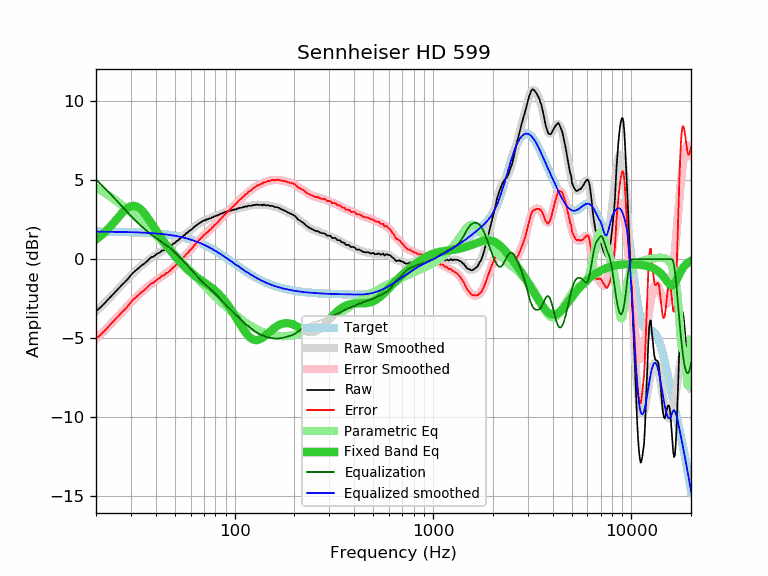 Sennheiser HD 599
Amplitude (dBr)
10
5
0
−5
−10
−15
Target
Raw Smoothed
Error Smoothed
Raw
Error
Parametric Eq
Fixed Band Eq
Equalization
Equalized smoothed
100 1000 10000
Frequency (Hz)